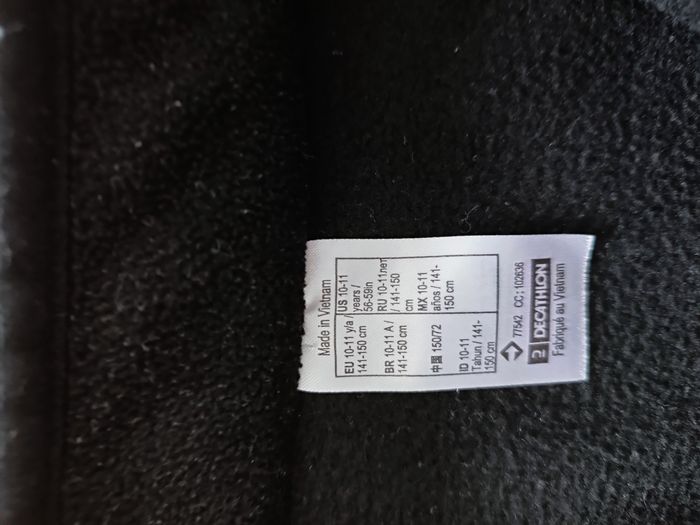 Made in Vietnam
EU 10-11 y/a /
141-150 cm
US 10-11
years /
56-59in
BR 10-11 A /
141-150 cm
RU 10-11лет
/ 141-150
cm
中国 150/72
MX 10-11
años / 141-
150 cm
ID 10-11
Tahun / 141-
150 cm
77542 CC : 102636
2 DECATHLON
Fabriqué au Vietnam